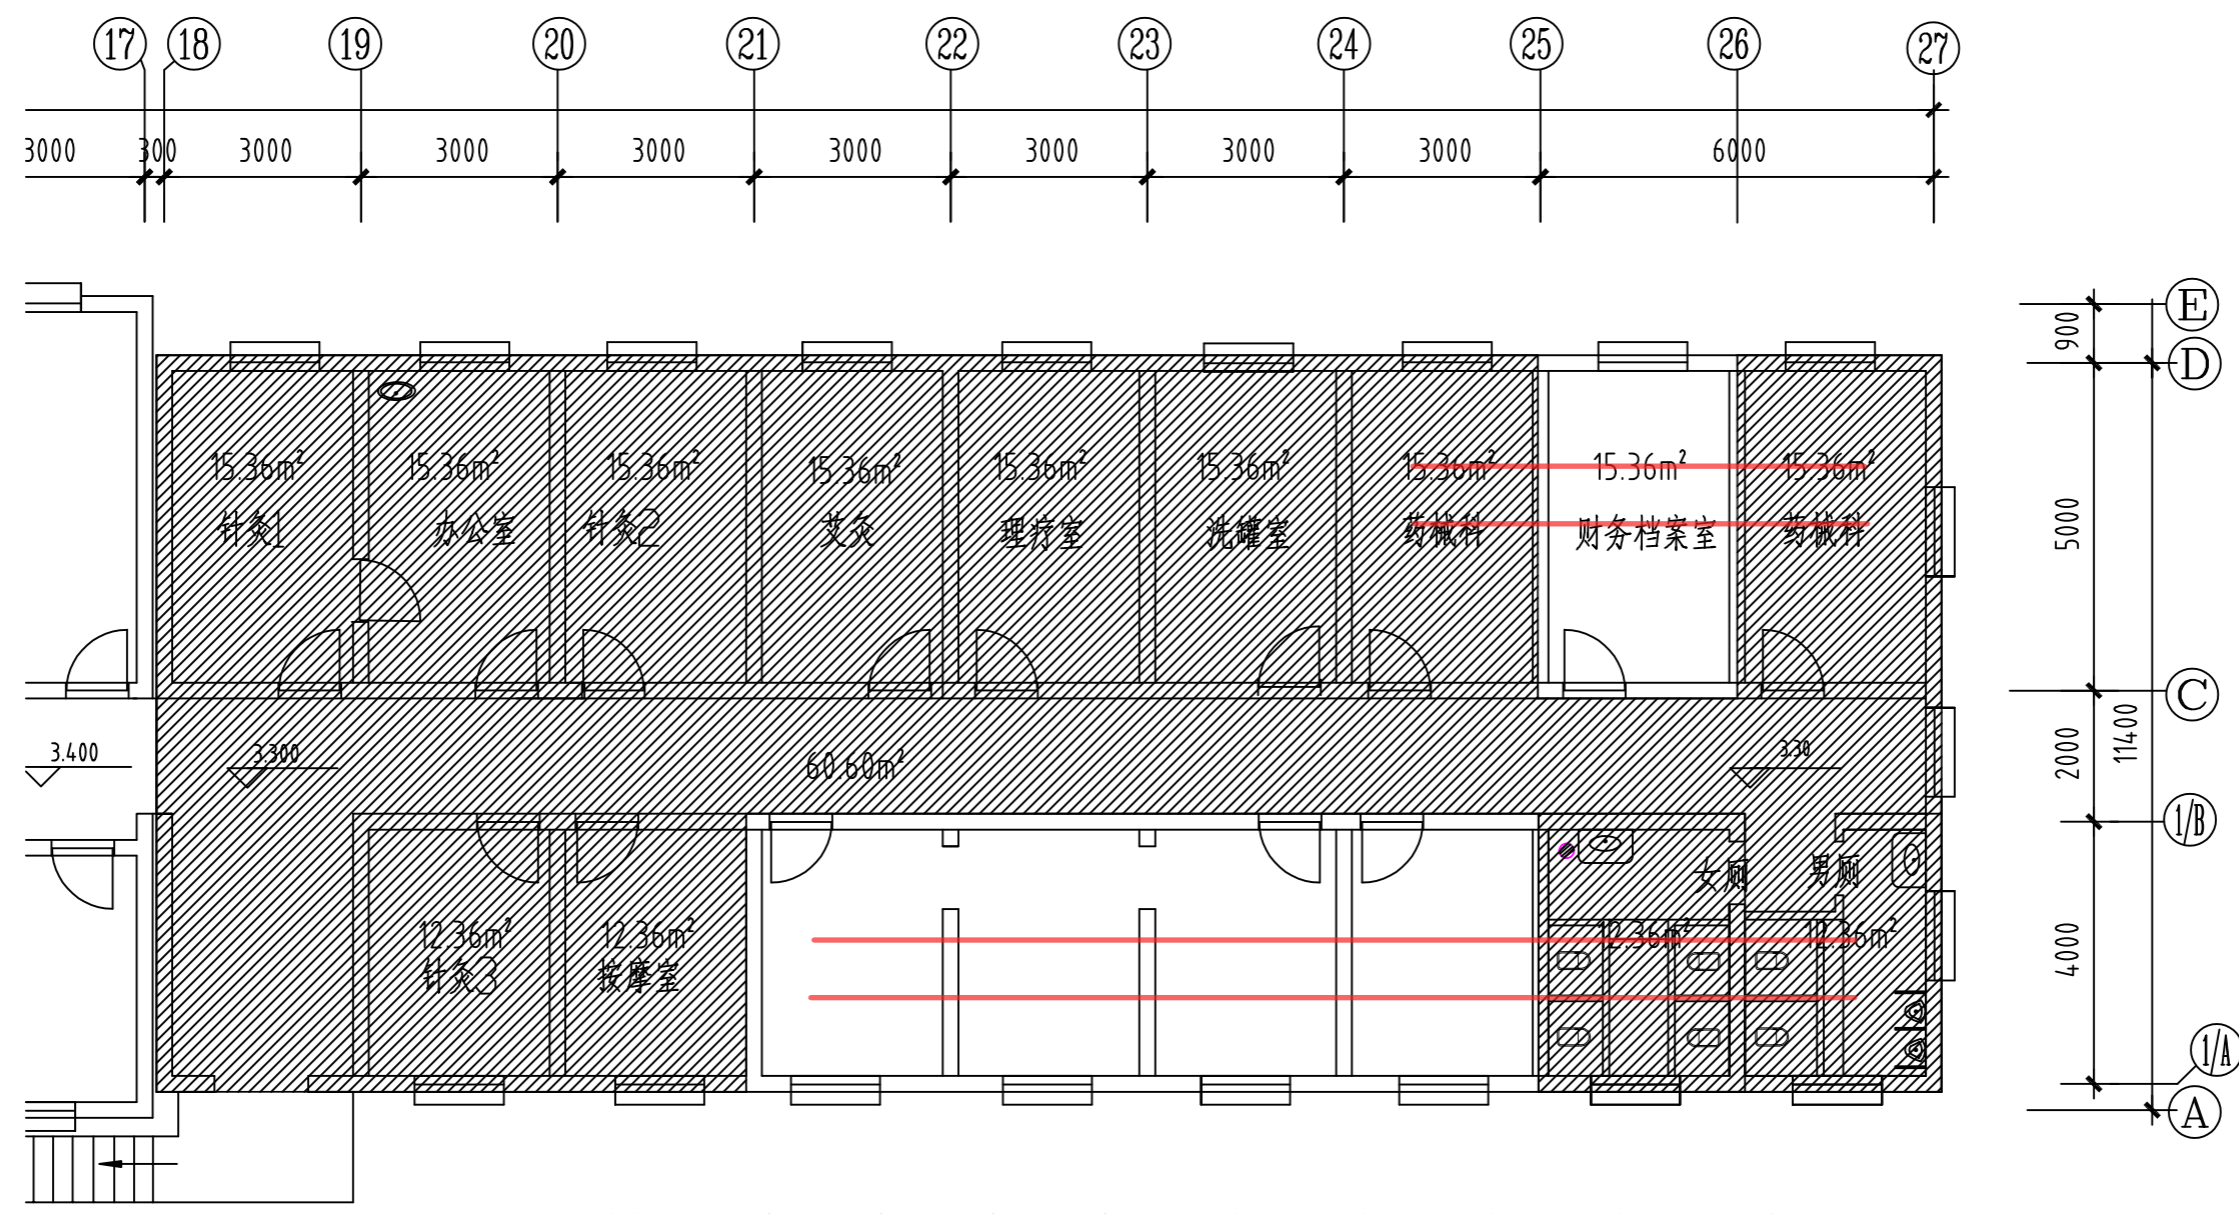 17 18 19 20 21 22 23 24 25 26 27
3000 300 3000 3000 3000 3000 3000 3000 3000 6000
E
900
D
15.36m² 15.36m² 15.36m² 15.36m² 15.36m² 15.36m² 15.36m² 15.36m² 15.36m²
针灸1 办公室 针灸2 艾灸 理疗室 洗罐室 药械科 财务档案室 药械科
5000
C
3.400 3.300 60.60m² 3.30
2000 11400
1/B
女厕 男厕
12.36m² 12.36m² 12.36m² 12.36m²
针灸3 按摩室
4000
1/A
A